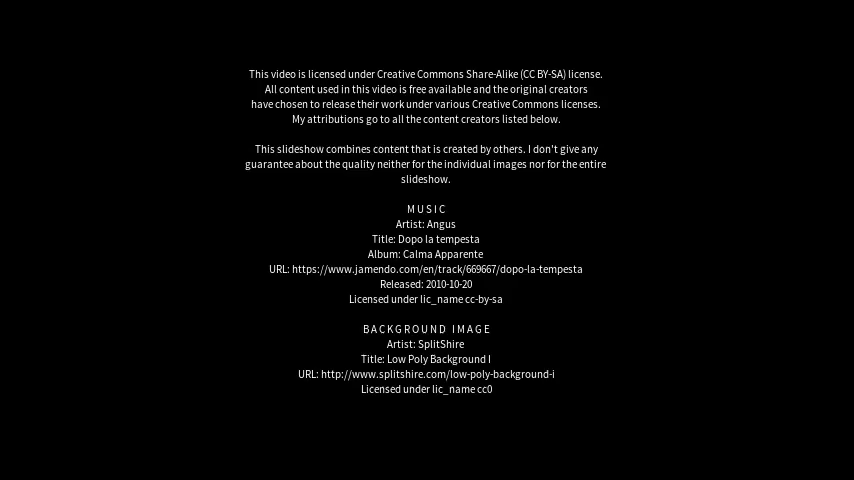 This video is licensed under Creative Commons Share-Alike (CC BY-SA) license.
All content used in this video is free available and the original creators
have chosen to release their work under various Creative Commons licenses.
My attributions go to all the content creators listed below.
This slideshow combines content that is created by others. I don't give any
guarantee about the quality neither for the individual images nor for the entire
slideshow.
MUSIC
Artist: Angus
Title: Dopo la tempesta
Album: Calma Apparente
URL: https://www.jamendo.com/en/track/669667/dopo-la-tempesta
Released: 2010-10-20
Licensed under lic_name cc-by-sa
BACKGROUND IMAGE
Artist: SplitShire
Title: Low Poly Background I
URL: http://www.splitshire.com/low-poly-background-i
Licensed under lic_name cc0